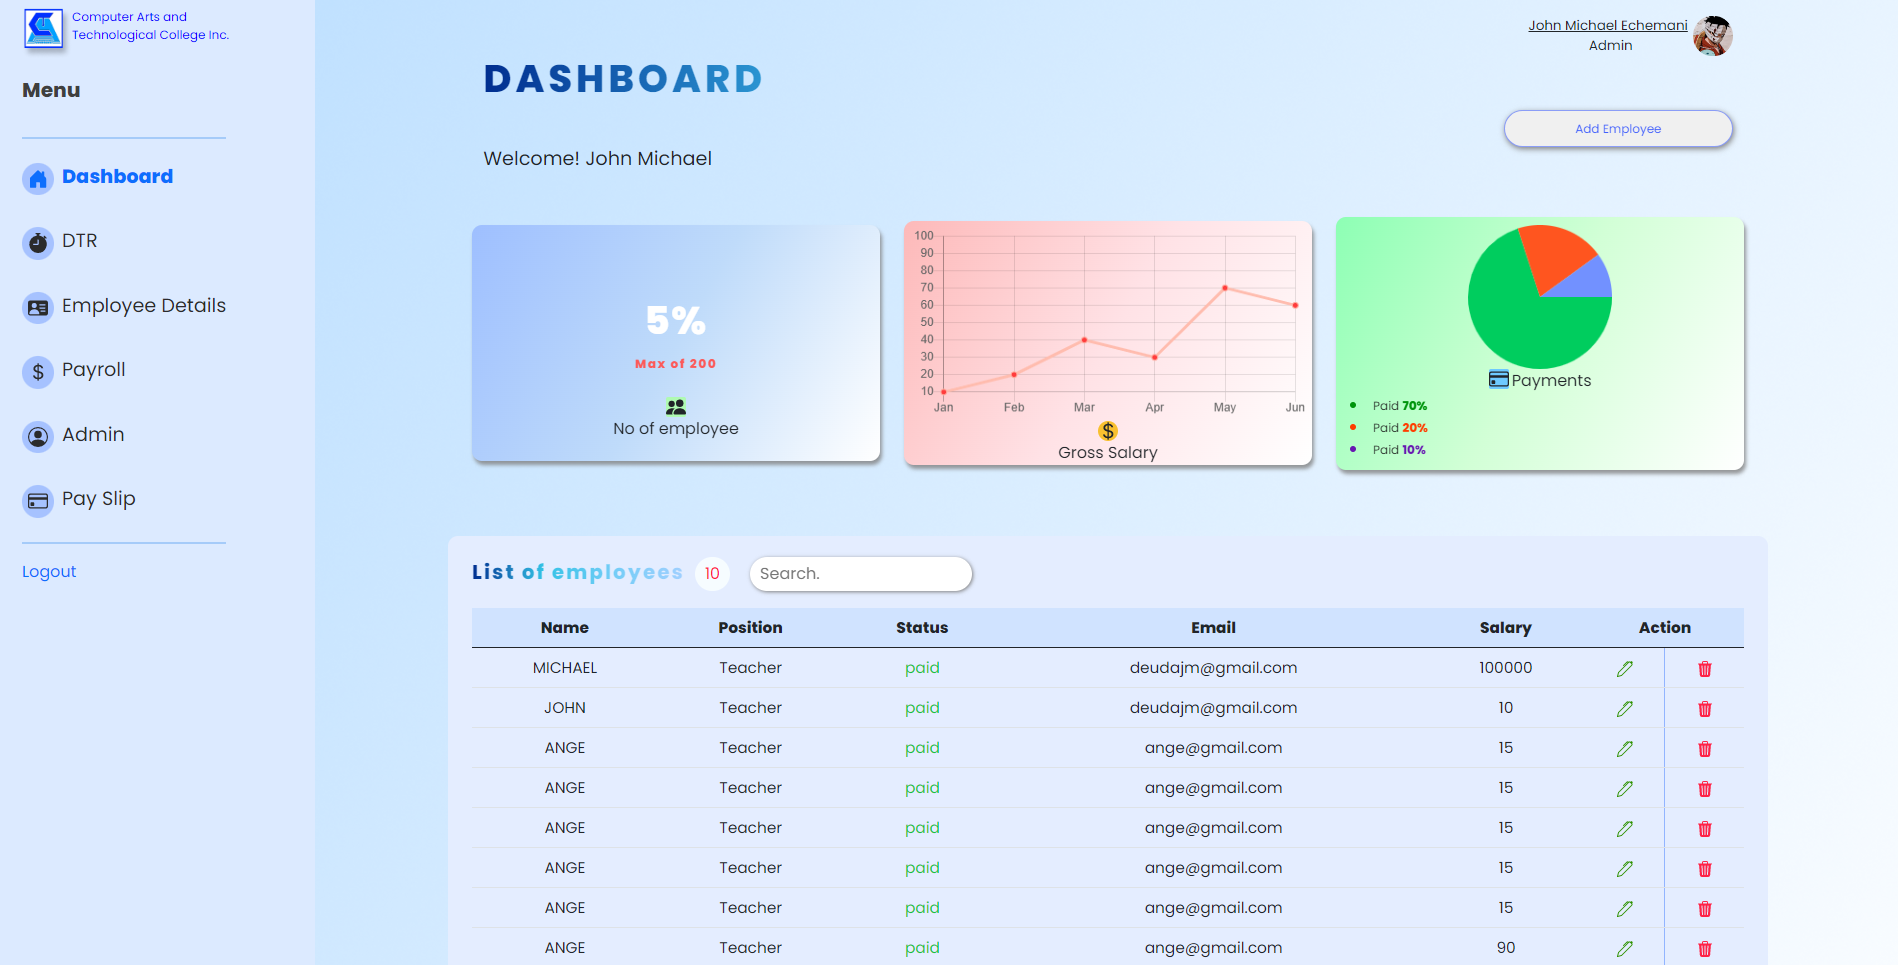 Computer Arts and
Technological College Inc.
Menu
Dashboard
DTR
Employee Details
Payroll
Admin
Pay Slip
Logout
John Michael Echemani
Admin
DASHBOARD
Add Employee
Welcome! John Michael
5%
Max of 200
No of employee
100
90
80
70
60
50
40
30
20
10
Jan Feb Mar Apr May Jun
$
Gross Salary
Payments
Paid 70%
Paid 20%
Paid 10%
List of employees 10 Search.
Name Position Status Email Salary Action
MICHAEL Teacher paid deudajm@gmail.com 100000
JOHN Teacher paid deudajm@gmail.com 10
ANGE Teacher paid ange@gmail.com 15
ANGE Teacher paid ange@gmail.com 15
ANGE Teacher paid ange@gmail.com 15
ANGE Teacher paid ange@gmail.com 15
ANGE Teacher paid ange@gmail.com 15
ANGE Teacher paid ange@gmail.com 90